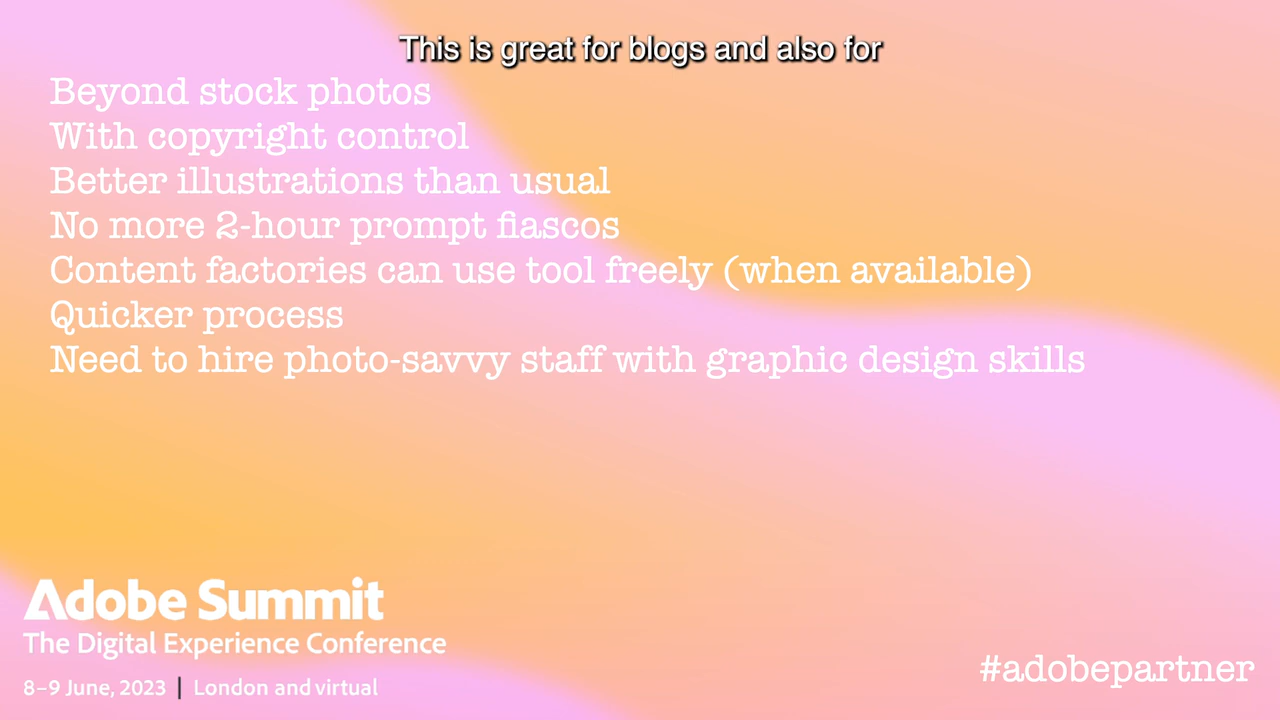 This is great for blogs and also for
Beyond stock photos
With copyright control
Better illustrations than usual
No more 2-hour prompt fiascos
Content factories can use tool freely (when available)
Quicker process
Need to hire photo-savvy staff with graphic design skills
Adobe Summit
The Digital Experience Conference
8–9 June, 2023 | London and virtual
#adobepartner